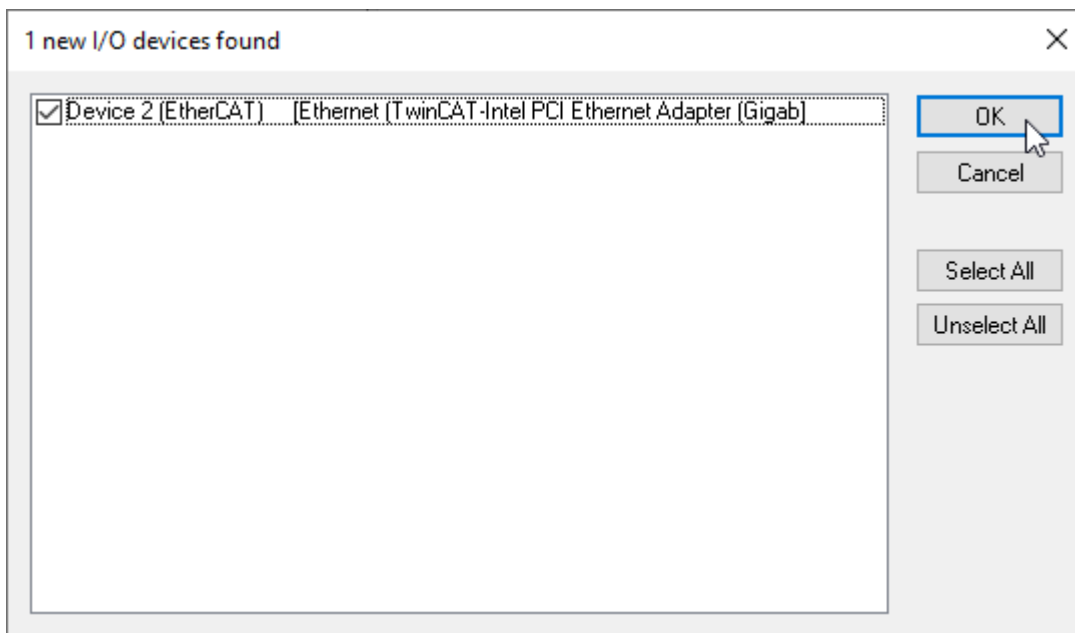 1 new I/O devices found
Device 2 (EtherCAT) [Ethernet (TwinCAT-Intel PCI Ethernet Adapter (Gigab]
OK
Cancel
Select All
Unselect All